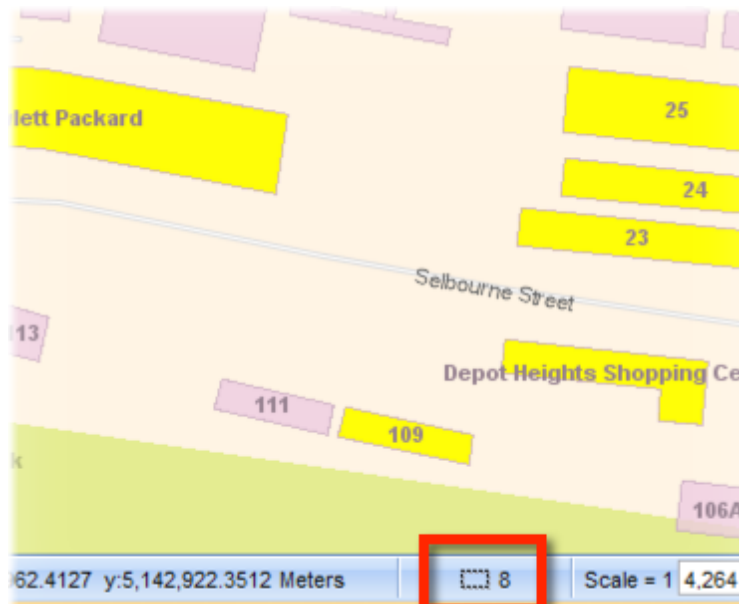 lett Packard
25
24
23
Selbourne Street
113
Depot Heights Shopping Ce
111
109
k
106A
962.4127 y:5,142,922.3512 Meters
8
Scale = 1 4,264